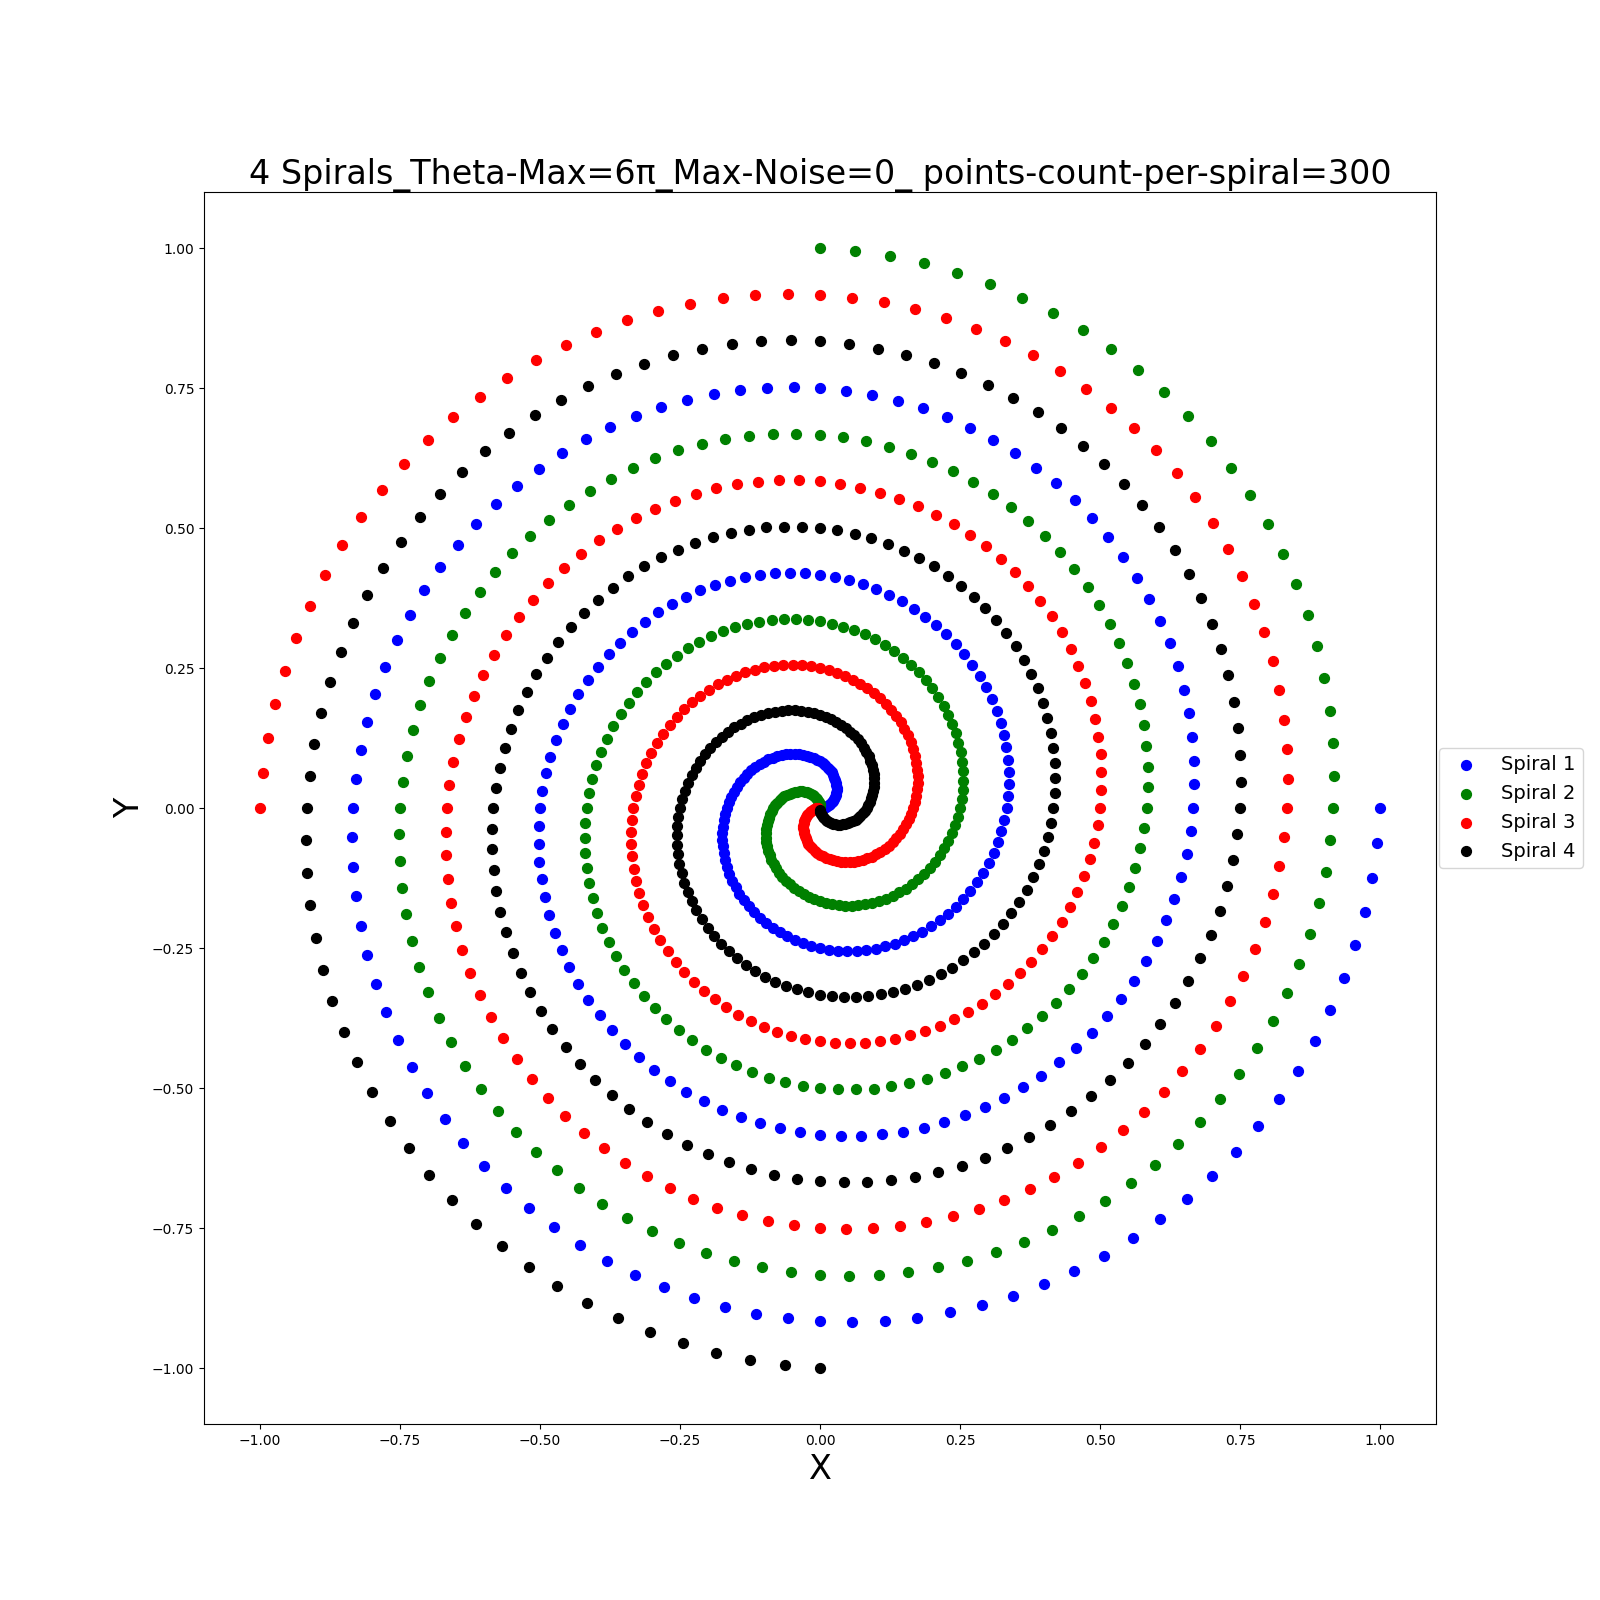 4 Spirals_Theta-Max=6π_Max-Noise=0_ points-count-per-spiral=300
1.00
0.75
0.50
0.25
0.00
−0.25
−0.50
−0.75
−1.00
Y
−1.00 −0.75 −0.50 −0.25 0.00 0.25 0.50 0.75 1.00
X
Spiral 1
Spiral 2
Spiral 3
Spiral 4